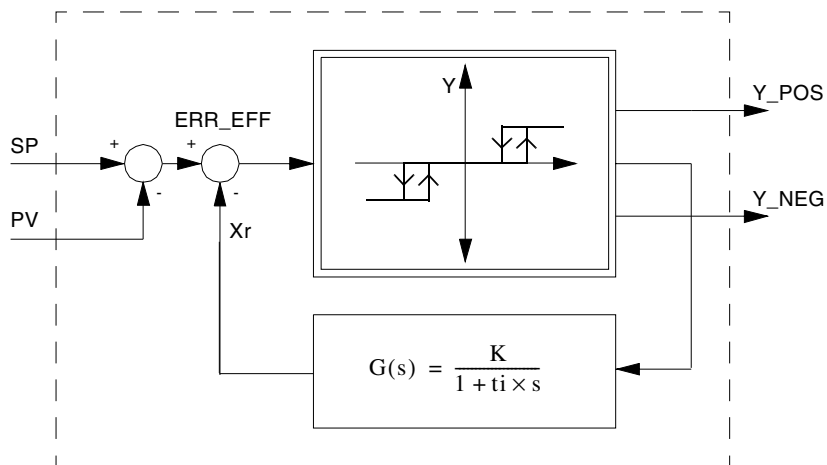 Y
Y_POS
ERR_EFF
SP
+
+
-
-
PV
Xr
Y_NEG
G(s) = K / 1 + ti × s